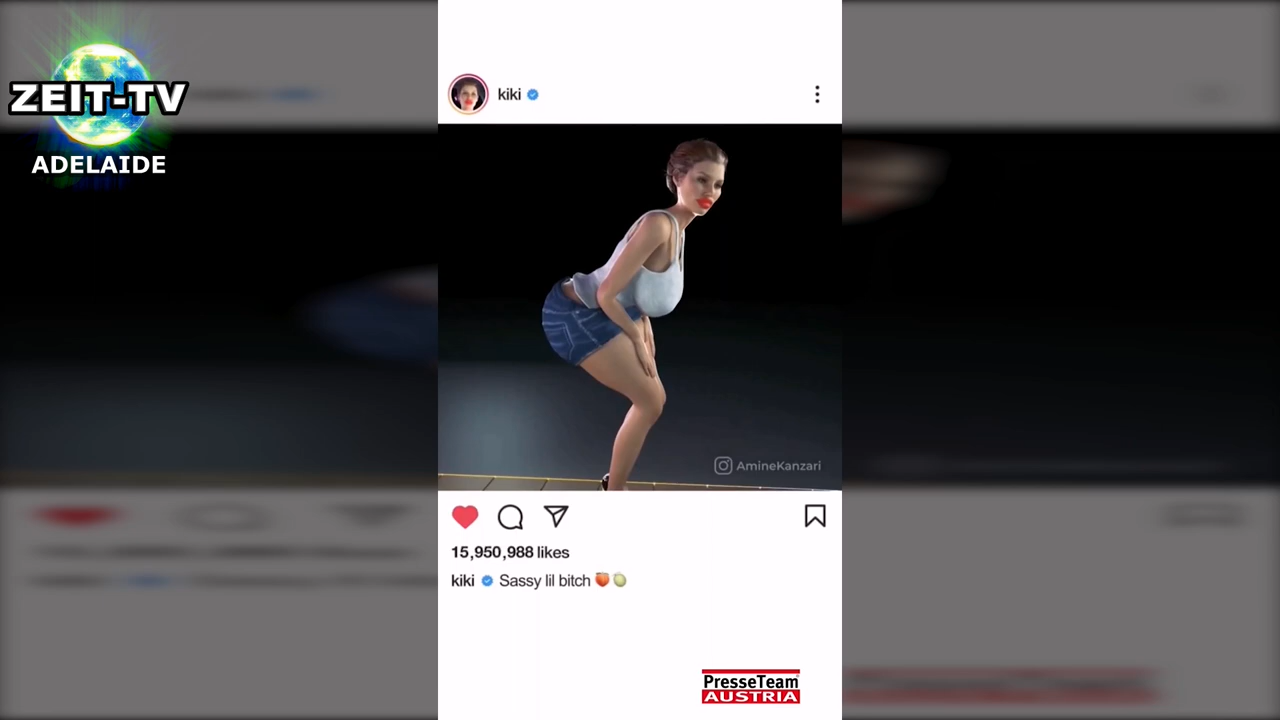 ZEIT-TV
ADELAIDE
kiki
AmineKanzari
15,950,988 likes
kiki Sassy lil bitch 🍑🍈
PresseTeam
AUSTRIA